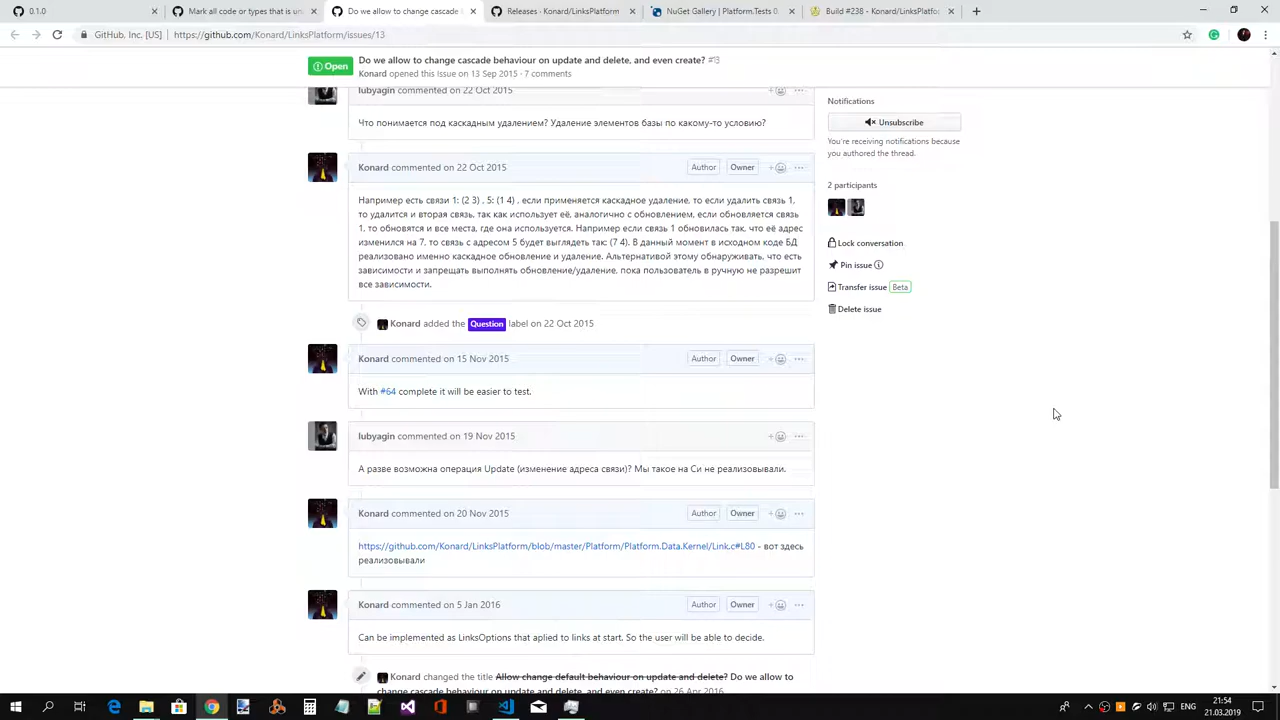 0.1.0
Mark all code or types that is un
Do we allow to change cascade
Releases · Konard/LinksPlatform
NuGet Gallery | Platform.Tests 0.
Build #238 - Konard/LinksPlatfo
GitHub, Inc. [US] | https://github.com/Konard/LinksPlatform/issues/13
Open
Do we allow to change cascade behaviour on update and delete, and even create? #13
Konard opened this issue on 13 Sep 2015 · 7 comments
lubyagin commented on 22 Oct 2015
Что понимается под каскадным удалением? Удаление элементов базы по какому-то условию?
Konard commented on 22 Oct 2015
Author Owner
Например есть связи 1: (2 3) , 5: (1 4) , если применяется каскадное удаление, то если удалить связь 1,
то удалится и вторая связь, так как использует её, аналогично с обновлением, если обновляется связь
1, то обновятся и все места, где она используется. Например если связь 1 обновилась так, что её адрес
изменился на 7, то связь с адресом 5 будет выглядеть так: (7 4). В данный момент в исходном коде БД
реализовано именно каскадное обновление и удаление. Альтернативой этому обнаруживать, что есть
зависимости и запрещать выполнять обновление/удаление, пока пользователь в ручную не разрешит
все зависимости.
Konard added the Question label on 22 Oct 2015
Konard commented on 15 Nov 2015
Author Owner
With #64 complete it will be easier to test.
lubyagin commented on 19 Nov 2015
А разве возможна операция Update (изменение адреса связи)? Мы такое на Си не реализовывали.
Konard commented on 20 Nov 2015
Author Owner
https://github.com/Konard/LinksPlatform/blob/master/Platform/Platform.Data.Kernel/Link.c#L80 - вот здесь
реализовывали
Konard commented on 5 Jan 2016
Author Owner
Can be implemented as LinksOptions that aplied to links at start. So the user will be able to decide.
Konard changed the title Allow change default behaviour on update and delete? Do we allow to
change cascade behaviour on update and delete, and even create? on 26 Apr 2016
Notifications
Unsubscribe
You're receiving notifications because
you authored the thread.
2 participants
Lock conversation
Pin issue
Transfer issue Beta
Delete issue
ENG
21:54
21.03.2019